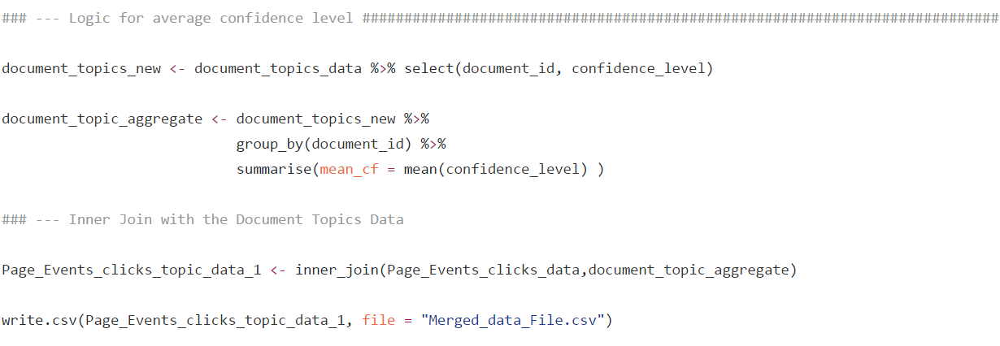 ### --- Logic for average confidence level ############################################################################
document_topics_new <- document_topics_data %>% select(document_id, confidence_level)
document_topic_aggregate <- document_topics_new %>%
group_by(document_id) %>%
summarise(mean_cf = mean(confidence_level) )
### --- Inner Join with the Document Topics Data
Page_Events_clicks_topic_data_1 <- inner_join(Page_Events_clicks_data,document_topic_aggregate)
write.csv(Page_Events_clicks_topic_data_1, file = "Merged_data_File.csv")